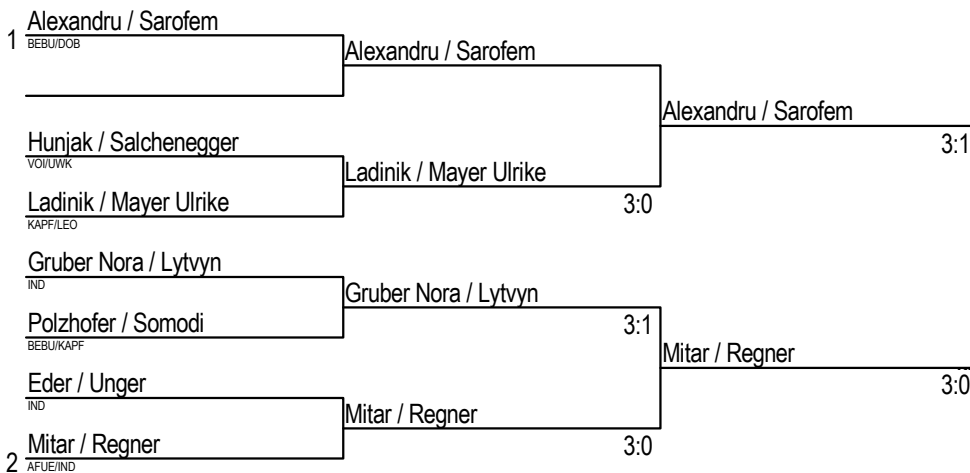 Alexandru / Sarofem
1
BEBU/DOB
Alexandru / Sarofem
Alexandru / Sarofem
3:1
Hunjak / Salchenegger
VOI/UWK
Ladinik / Mayer Ulrike
3:0
Ladinik / Mayer Ulrike
KAPF/LEO
Gruber Nora / Lytvyn
IND
Gruber Nora / Lytvyn
3:1
Polzhofer / Somodi
BEBU/KAPF
Mitar / Regner
3:0
Eder / Unger
IND
Mitar / Regner
3:0
Mitar / Regner
2
AFUE/IND